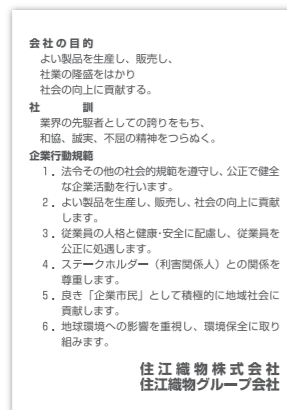 会社の目的
よい製品を生産し、販売し、
社業の隆盛をはかり
社会の向上に貢献する。
社　　訓
業界の先駆者としての誇りをもち、
和協、誠実、不屈の精神をつらぬく。
企業行動規範
1．法令その他の社会的規範を遵守し、公正で健全
な企業活動を行います。
2．よい製品を生産し、販売し、社会の向上に貢献
します。
3．従業員の人格と健康・安全に配慮し、従業員を
公正に処遇します。
4．ステークホルダー（利害関係人）との関係を
尊重します。
5．良き「企業市民」として積極的に地域社会に
貢献します。
6．地球環境への影響を重視し、環境保全に取り
組みます。
住江織物株式会社
住江織物グループ会社